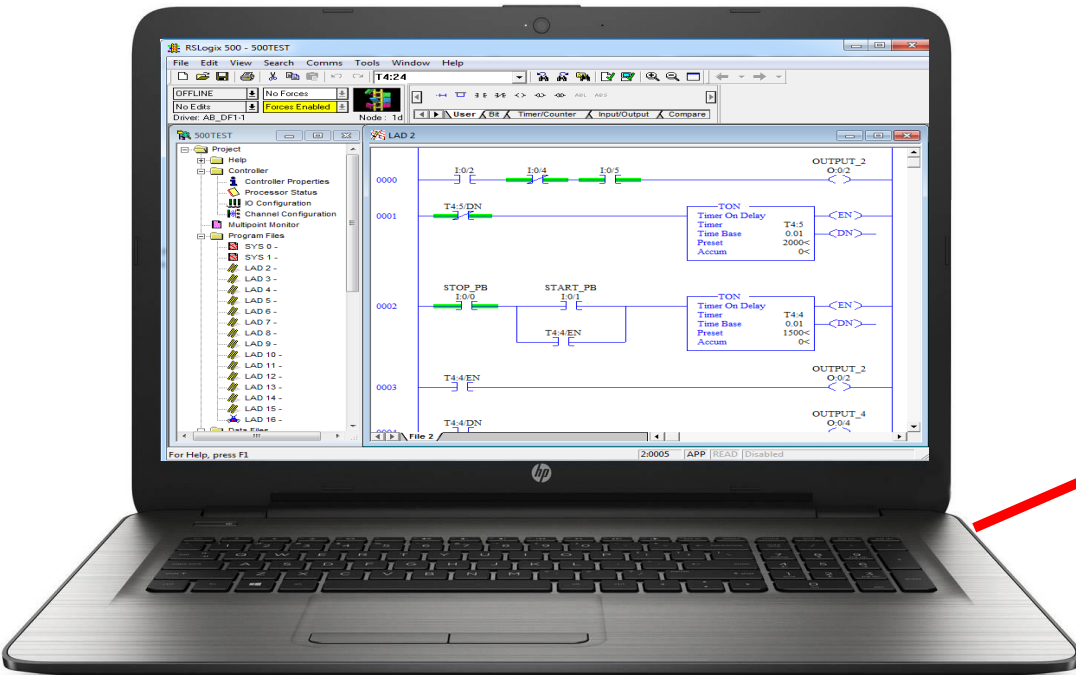 RSLogix 500 - 500TEST
File Edit View Search Comms Tools Window Help
T4:24
OFFLINE No Forces
No Edits Forces Enabled
Driver: AB_DF1-1 Node: 1d
ABL ABS
User Bit Timer/Counter Input/Output Compare
500TEST
Project
Help
Controller
Controller Properties
Processor Status
IO Configuration
Channel Configuration
Multipoint Monitor
Program Files
SYS 0 -
SYS 1 -
LAD 2 -
LAD 3 -
LAD 4 -
LAD 5 -
LAD 6 -
LAD 7 -
LAD 8 -
LAD 9 -
LAD 10 -
LAD 11 -
LAD 12 -
LAD 13 -
LAD 14 -
LAD 15 -
LAD 16 -
Data Files
LAD 2
OUTPUT_2
I:0/2 I:0/4 I:0/5 O:0/2
0000
T4:5/DN
0001
TON
Timer On Delay EN
Timer T4:5
Time Base 0.01 DN
Preset 2000<
Accum 0<
STOP_PB START_PB
I:0/0 I:0/1
0002
T4:4/EN
TON
Timer On Delay EN
Timer T4:4
Time Base 0.01 DN
Preset 1500<
Accum 0<
OUTPUT_2
T4:4/EN O:0/2
0003
OUTPUT_4
T4:4/DN O:0/4
0004
File 2
For Help, press F1 2:0005 APP READ Disabled
hp